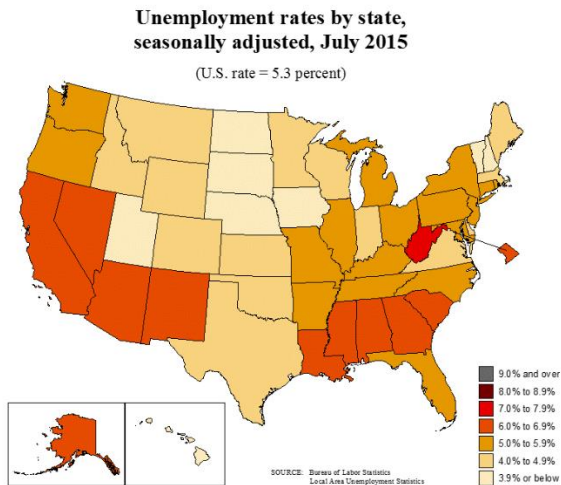 Unemployment rates by state,
seasonally adjusted, July 2015
(U.S. rate = 5.3 percent)
9.0% and over
8.0% to 8.9%
7.0% to 7.9%
6.0% to 6.9%
5.0% to 5.9%
4.0% to 4.9%
3.9% or below
SOURCE: Bureau of Labor Statistics
Local Area Unemployment Statistics